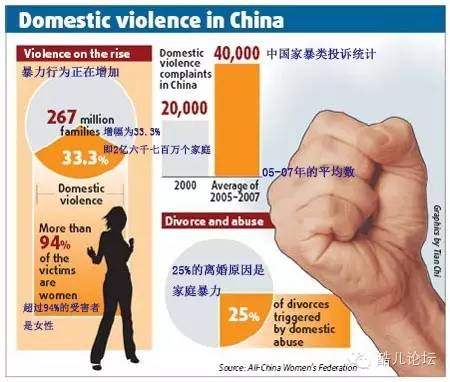 Domestic violence in China
Violence on the rise
暴力行为正在增加
267 million
families
增幅为33.3%
即2亿六千七百万个家庭
33.3%
Domestic
violence
More than
94%
of the
victims
are
women
超过94%的受害者
是女性
Domestic
violence
complaints
in China
20,000
2000
40,000
Average of
2005~2007
中国家暴类投诉统计
05-07年的平均数
Divorce and abuse
25%的离婚原因是
家庭暴力
25%
of divorces
triggered
by domestic
abuse
Graphics by Tian Chi
Source: All-China Women's Federation
酷儿论坛